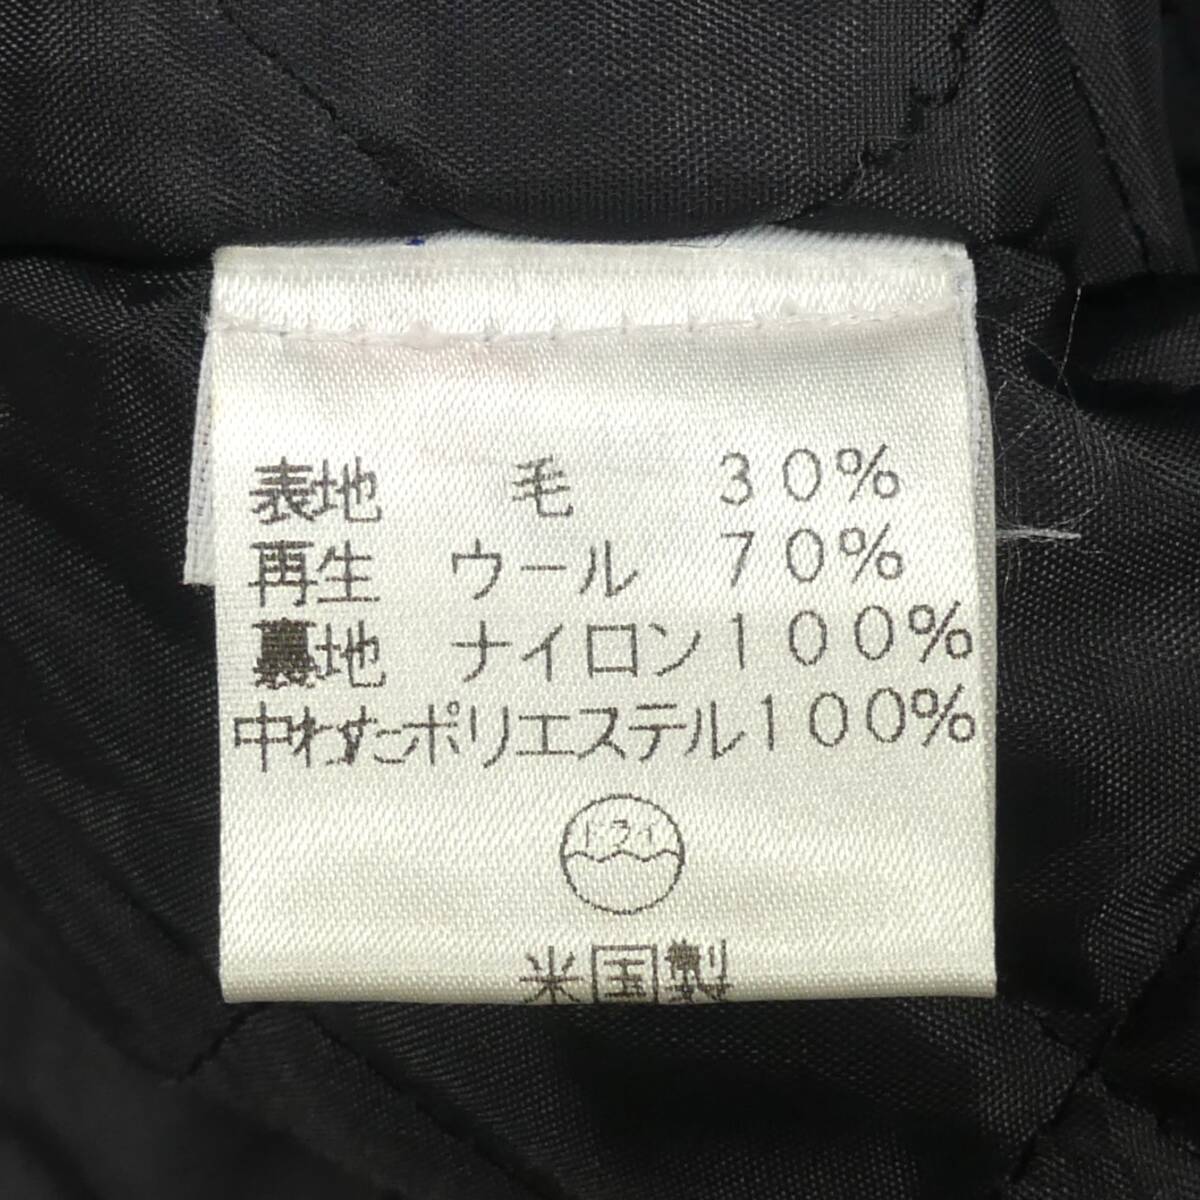 表地 毛 30%
再生 ウール 70%
裏地 ナイロン100%
中わたポリエステル100%
ドライ
米国製